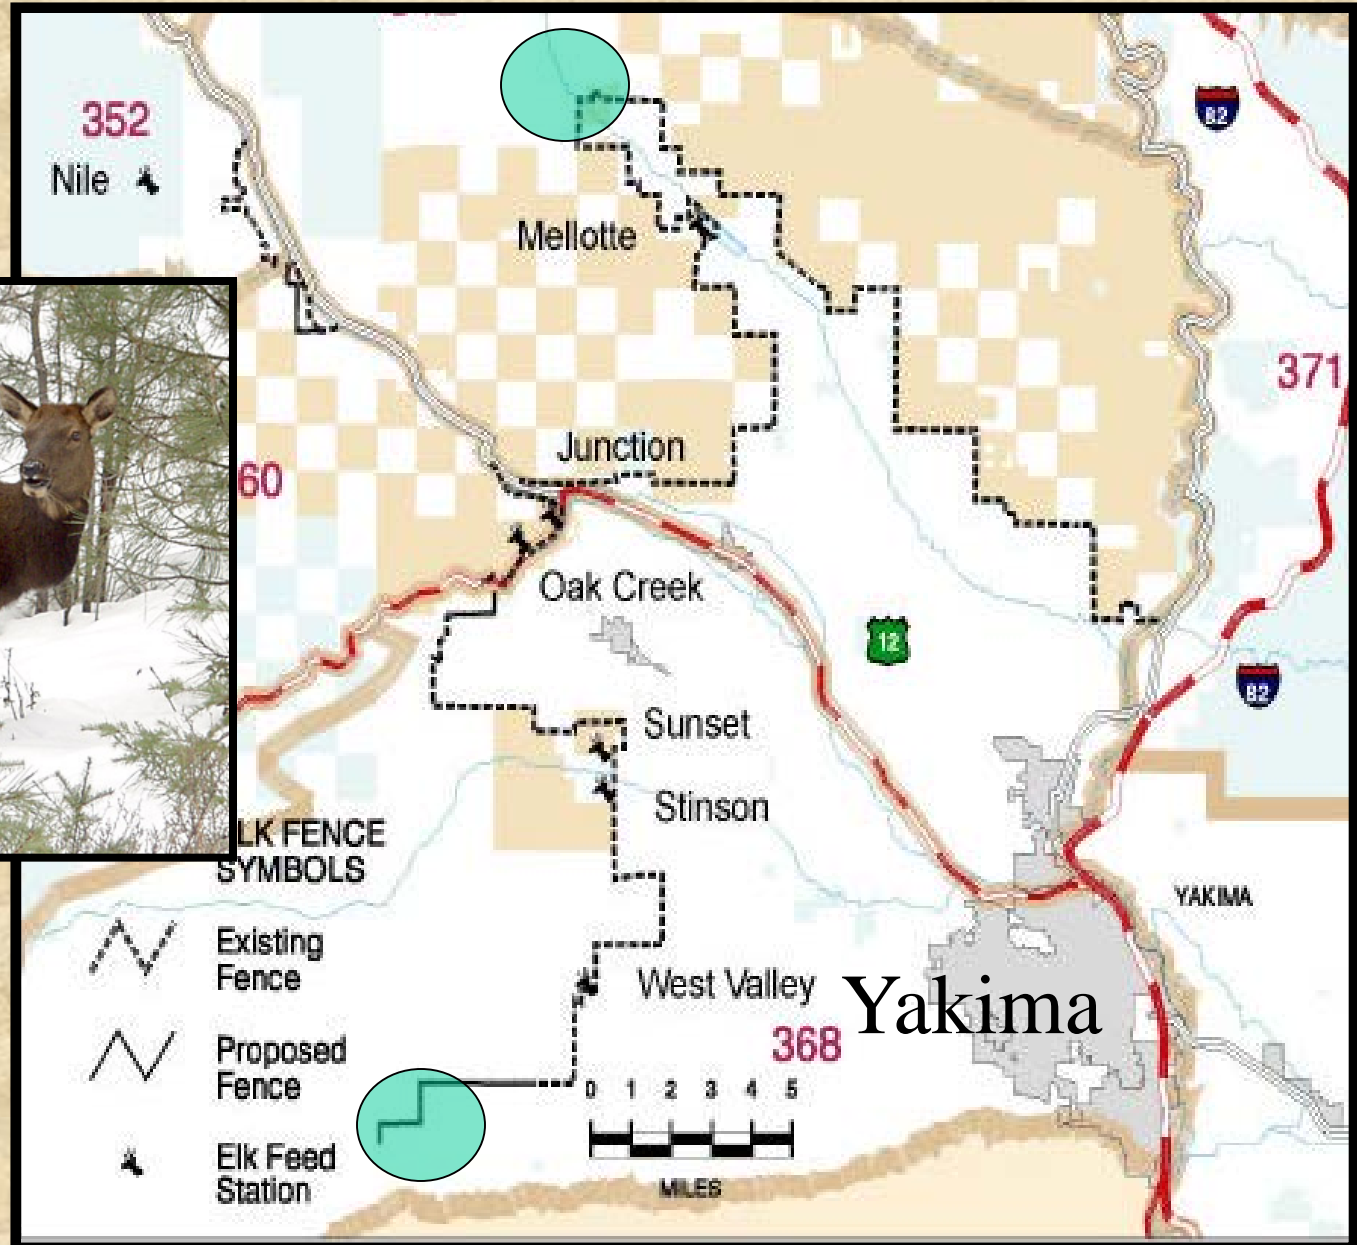 352
Nile
Mellotte
82
371
Junction
60
Oak Creek
12
82
Sunset
Stinson
LK FENCE
SYMBOLS
YAKIMA
Existing
Fence
West Valley
Yakima
368
Proposed
Fence
0 1 2 3 4 5
Elk Feed
Station
MILES